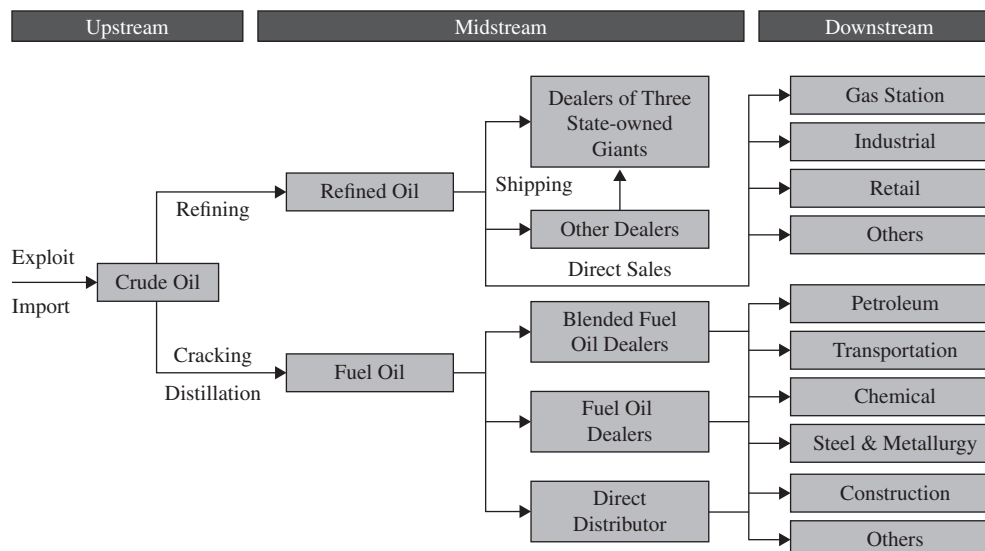 Upstream
Midstream
Downstream
Dealers of Three
State-owned
Giants
Gas Station
Industrial
Refined Oil
Shipping
Retail
Refining
Other Dealers
Others
Exploit
Import
Crude Oil
Direct Sales
Blended Fuel
Oil Dealers
Petroleum
Cracking
Distillation
Fuel Oil
Transportation
Fuel Oil
Dealers
Chemical
Steel & Metallurgy
Direct
Distributor
Construction
Others